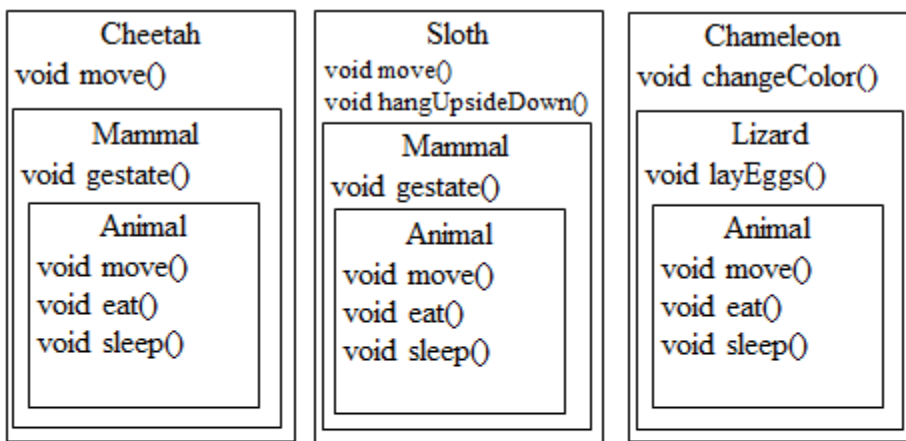 Cheetah
void move()
Mammal
void gestate()
Animal
void move()
void eat()
void sleep()
Sloth
void move()
void hangUpsideDown()
Mammal
void gestate()
Animal
void move()
void eat()
void sleep()
Chameleon
void changeColor()
Lizard
void layEggs()
Animal
void move()
void eat()
void sleep()